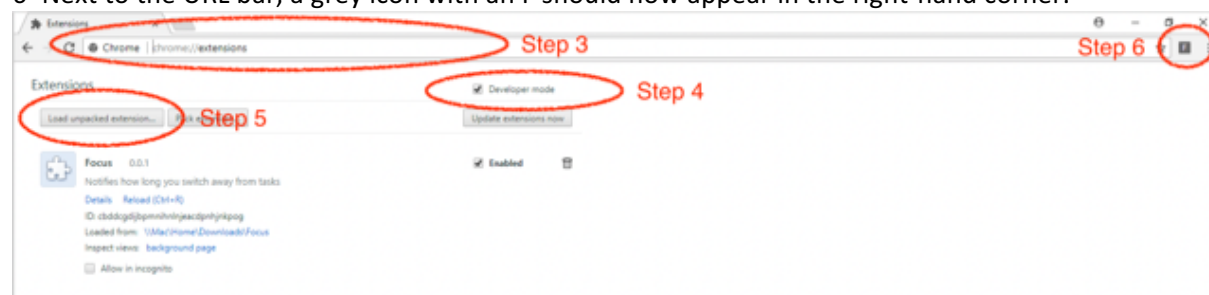 6 Next to the URL bar, a grey icon with an F should now appear in the right-hand corner.
Extensions
Chrome | chrome://extensions
Step 3
Step 6
Extensions
Developer mode
Step 4
Load unpacked extension...
Step 5
Update extensions now
Focus 0.0.1
Enabled
Notifies how long you switch away from tasks
Details Reload (Ctrl+R)
ID:
Loaded from: \\Mac\Home\Downloads\Focus
Inspect views: background page
Allow in incognito